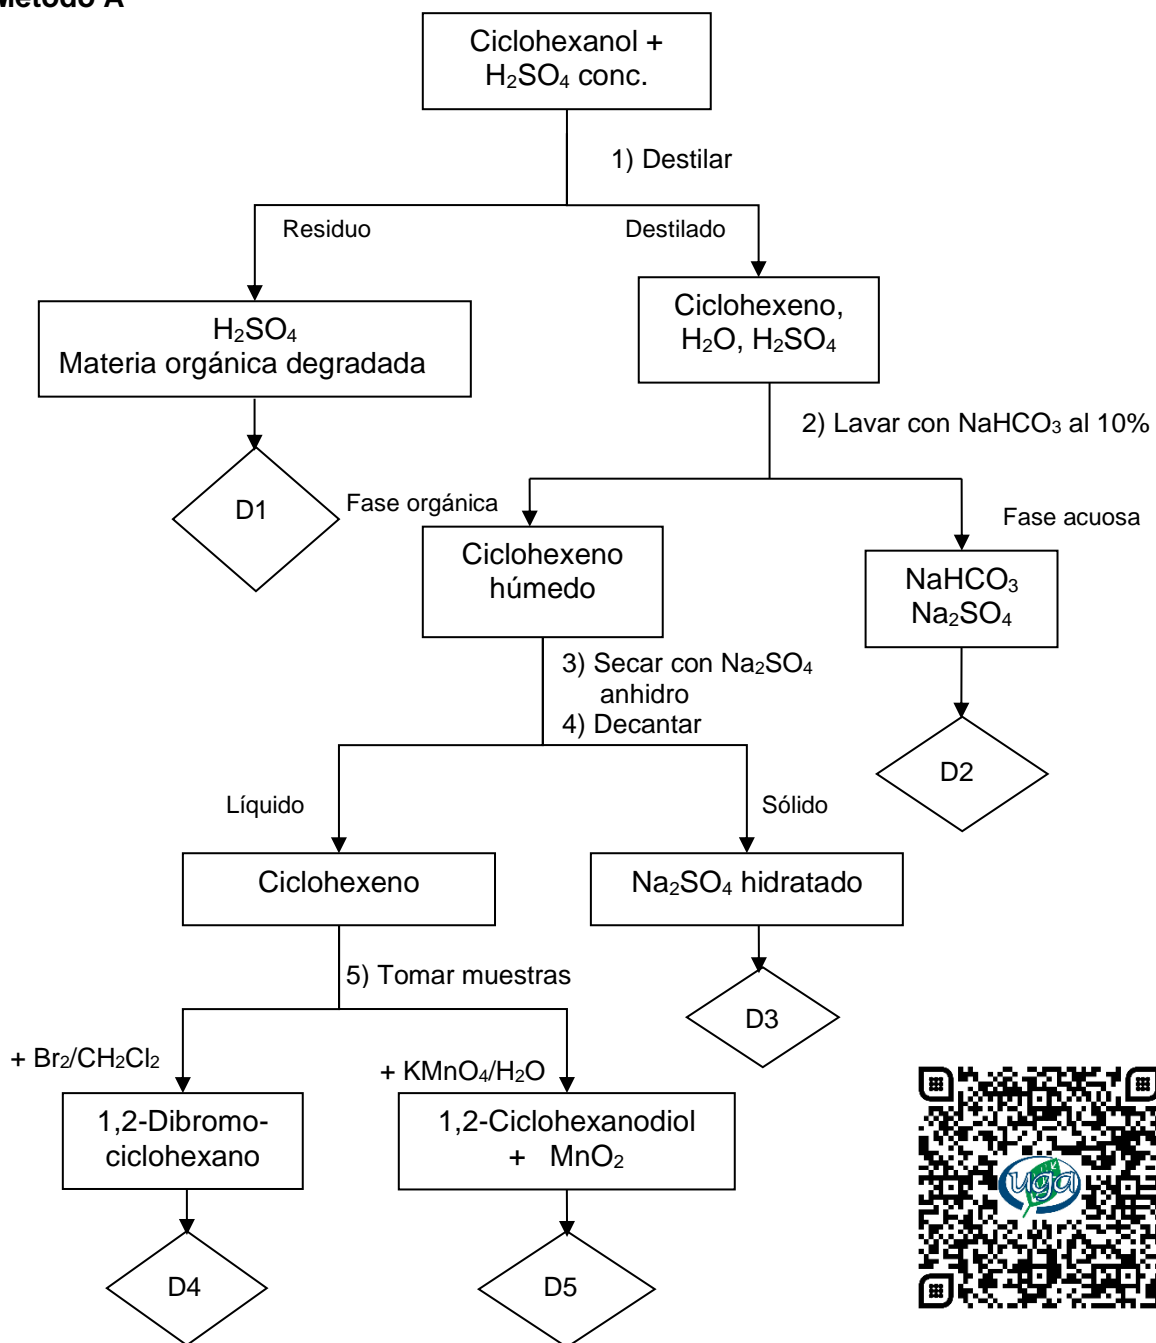 Método A
Ciclohexanol +
H₂SO₄ conc.
1) Destilar
Residuo
Destilado
H₂SO₄
Materia orgánica degradada
Ciclohexeno,
H₂O, H₂SO₄
2) Lavar con NaHCO₃ al 10%
D1
Fase orgánica
Fase acuosa
Ciclohexeno
húmedo
NaHCO₃
Na₂SO₄
3) Secar con Na₂SO₄
anhidro
4) Decantar
D2
Líquido
Sólido
Ciclohexeno
Na₂SO₄ hidratado
5) Tomar muestras
D3
+ Br₂/CH₂Cl₂
+ KMnO₄/H₂O
1,2-Dibromo-
ciclohexano
1,2-Ciclohexanodiol
+ MnO₂
uga
D4
D5